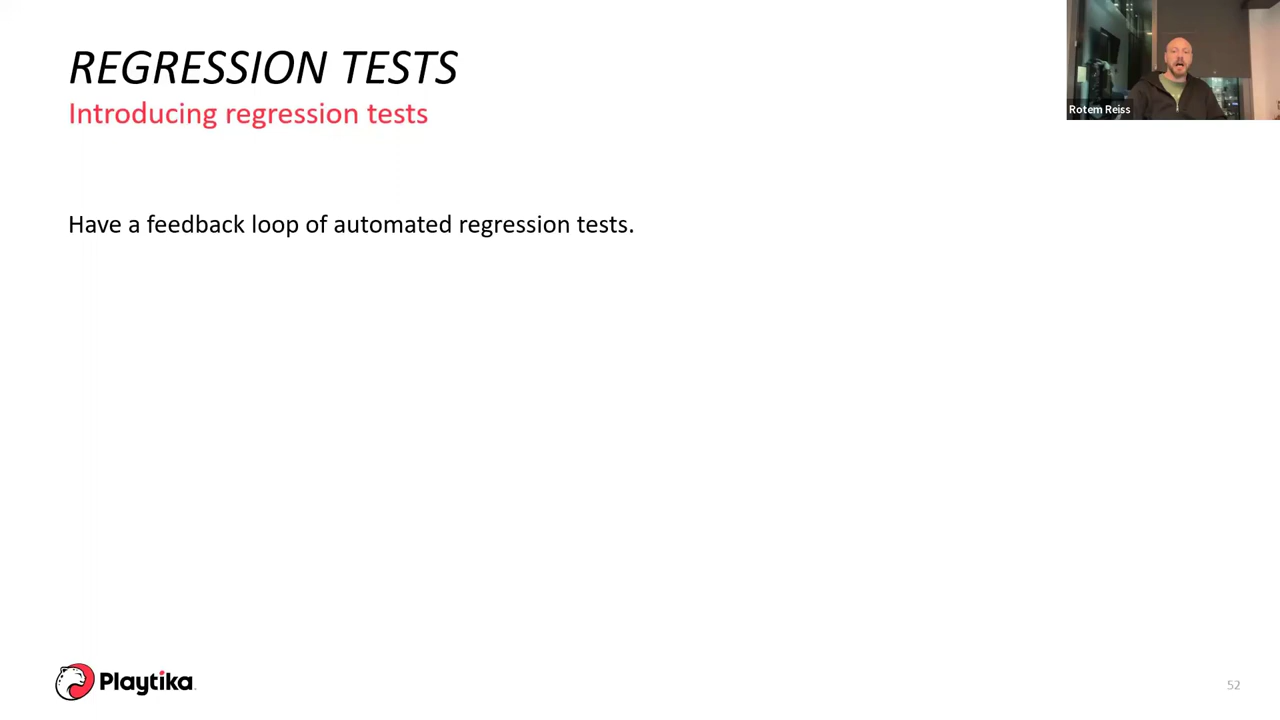 REGRESSION TESTS
Introducing regression tests
Rotem Reiss
Have a feedback loop of automated regression tests.
Playtika
52